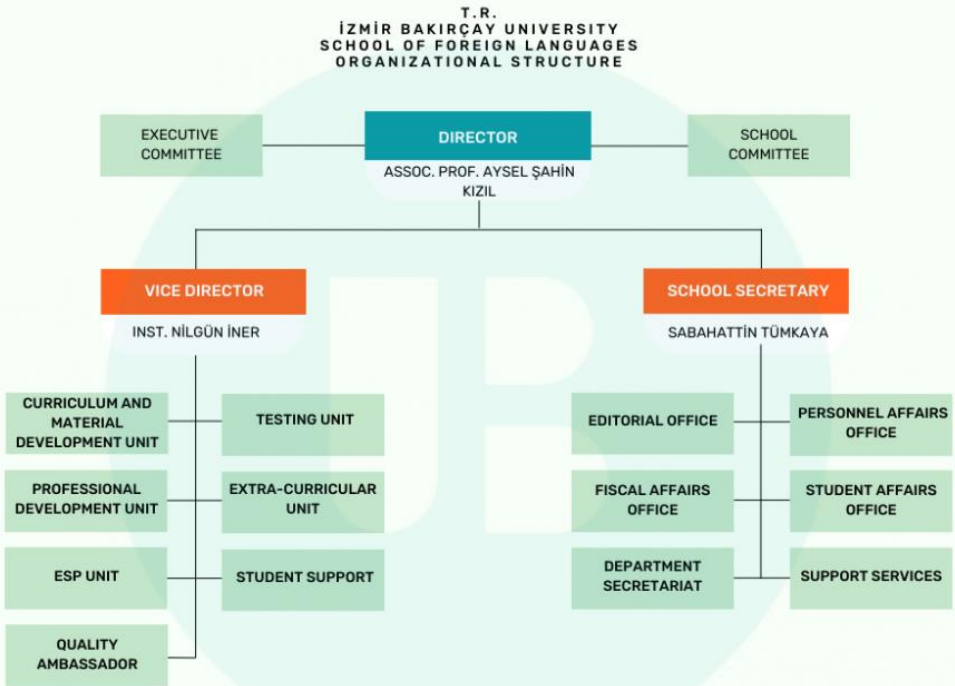 T.R.
İZMİR BAKIRÇAY UNIVERSITY
SCHOOL OF FOREIGN LANGUAGES
ORGANIZATIONAL STRUCTURE
EXECUTIVE
COMMITTEE
DIRECTOR
SCHOOL
COMMITTEE
ASSOC. PROF. AYSEL ŞAHİN
KIZIL
VICE DIRECTOR
SCHOOL SECRETARY
INST. NİLGÜN İNER
SABAHATTİN TÜMKAYA
CURRICULUM AND
MATERIAL
DEVELOPMENT UNIT
TESTING UNIT
EDITORIAL OFFICE
PERSONNEL AFFAIRS
OFFICE
PROFESSIONAL
DEVELOPMENT UNIT
EXTRA-CURRICULAR
UNIT
FISCAL AFFAIRS
OFFICE
STUDENT AFFAIRS
OFFICE
ESP UNIT
STUDENT SUPPORT
DEPARTMENT
SECRETARIAT
SUPPORT SERVICES
QUALITY
AMBASSADOR